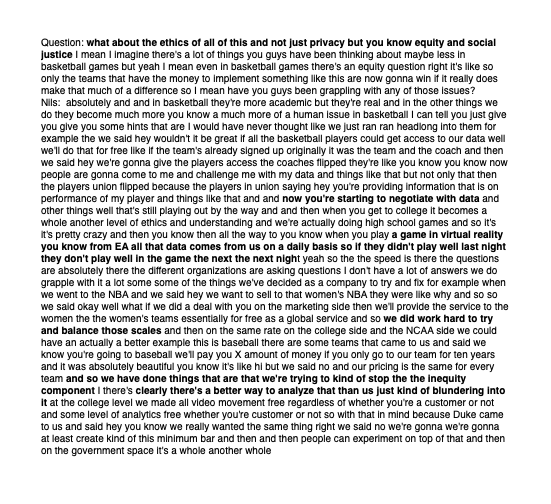 Question: what about the ethics of all of this and not just privacy but you know equity and social
justice I mean I imagine there's a lot of things you guys have been thinking about maybe less in
basketball games but yeah I mean even in basketball games there's an equity question right it's like so
only the teams that have the money to implement something like this are now gonna win if it really does
make that much of a difference so I mean have you guys been grappling with any of those issues?
Nils: absolutely and and in basketball they're more academic but they're real and in the other things we
do they become much more you know a much more of a human issue in basketball I can tell you just give
you give you some hints that are I would have never thought like we just ran ran headlong into them for
example the we said hey wouldn't it be great if all the basketball players could get access to our data well
we'll do that for free like if the team's already signed up originally it was the team and the coach and then
we said hey we're gonna give the players access the coaches flipped they're like you know you know now
people are gonna come to me and challenge me with my data and things like that but not only that then
the players union flipped because the players in union saying hey you're providing information that is on
performance of my player and things like that and and now you're starting to negotiate with data and
other things well that's still playing out by the way and and then when you get to college it becomes a
whole another level of ethics and understanding and we're actually doing high school games and so it's
it's pretty crazy and then you know then all the way to you know when you play a game in virtual reality
you know from EA all that data comes from us on a daily basis so if they didn't play well last night
they don't play well in the game the next the next night yeah so the the speed is there the questions
are absolutely there the different organizations are asking questions I don't have a lot of answers we do
grapple with it a lot some some of the things we've decided as a company to try and fix for example when
we went to the NBA and we said hey we want to sell to that women's NBA they were like why and so so
we said okay well what if we did a deal with you on the marketing side then we'll provide the service to the
women the the women's teams essentially for free as a global service and so we did work hard to try
and balance those scales and then on the same rate on the college side and the NCAA side we could
have an actually a better example this is baseball there are some teams that came to us and said we
know you're going to baseball we'll pay you X amount of money if you only go to our team for ten years
and it was absolutely beautiful you know it's like hi but we said no and our pricing is the same for every
team and so we have done things that are that we're trying to kind of stop the the inequity
component I there's clearly there's a better way to analyze that than us just kind of blundering into
it at the college level we made all video movement free regardless of whether you're a customer or not
and some level of analytics free whether you're customer or not so with that in mind because Duke came
to us and said hey you know we really wanted the same thing right we said no we're gonna we're gonna
at least create kind of this minimum bar and then and then people can experiment on top of that and then
on the government space it's a whole another whole